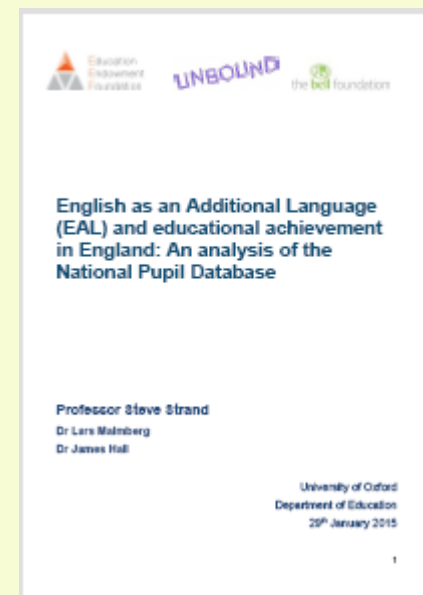 Education
Endowment
Foundation
UNBOUND
the bell foundation
English as an Additional Language
(EAL) and educational achievement
in England: An analysis of the
National Pupil Database
Professor Steve Strand
Dr Lars Malmberg
Dr James Hall
University of Oxford
Department of Education
29th January 2015
1